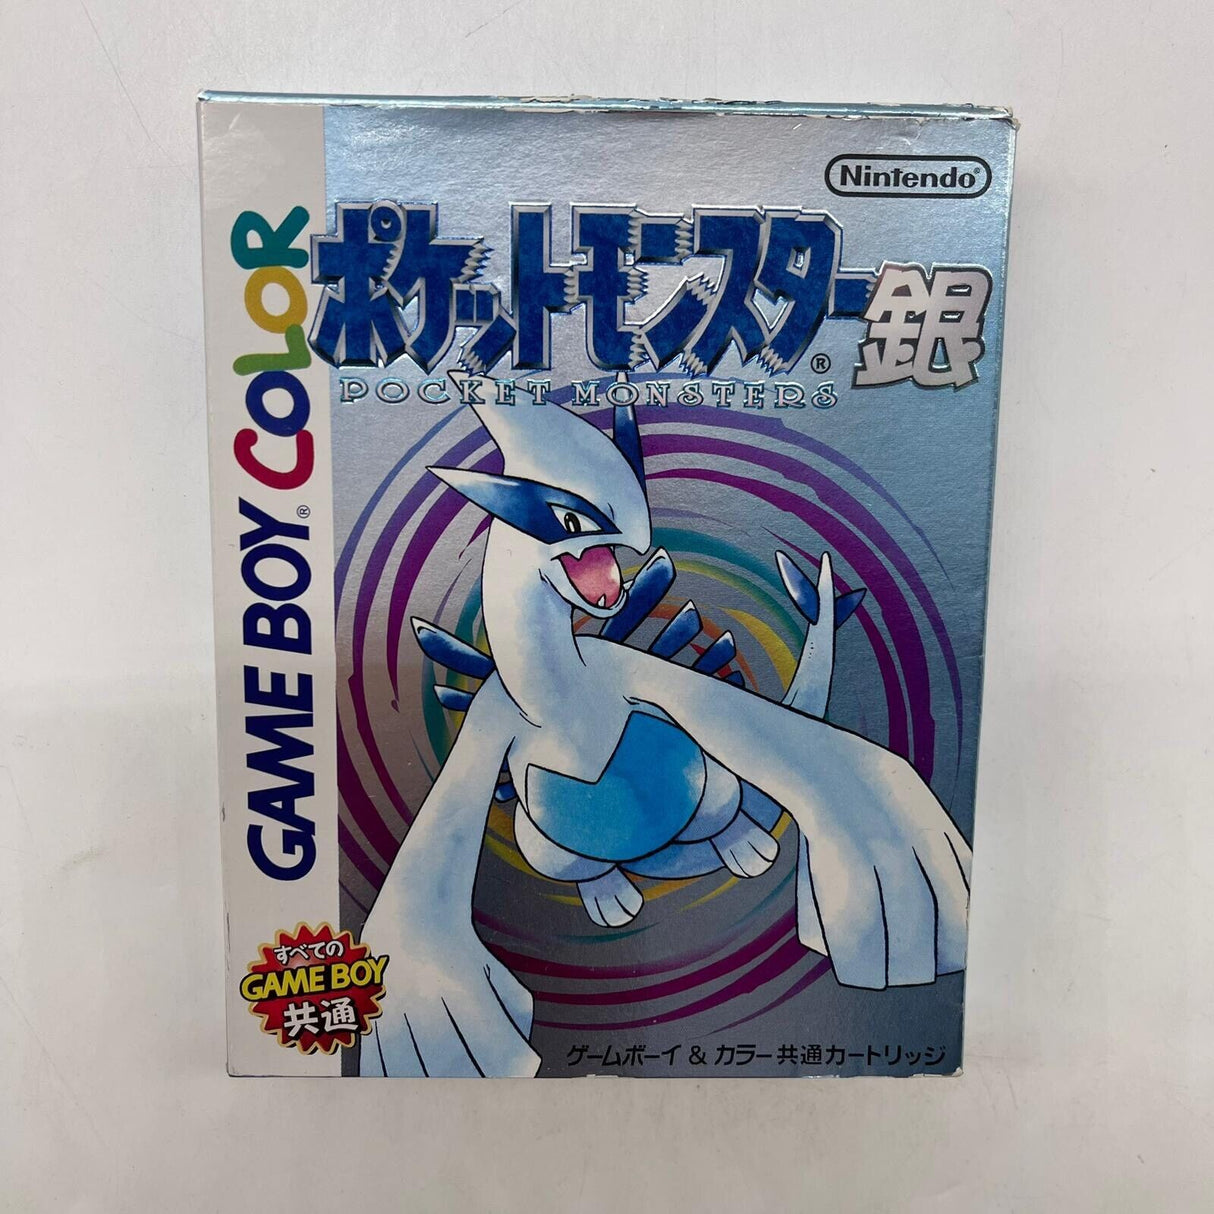 Nintendo®
ポケットモンスター®銀
POCKET MONSTERS
GAME BOY® COLOR
すべての
GAME BOY
共通
ゲームボーイ & カラー共通カートリッジ